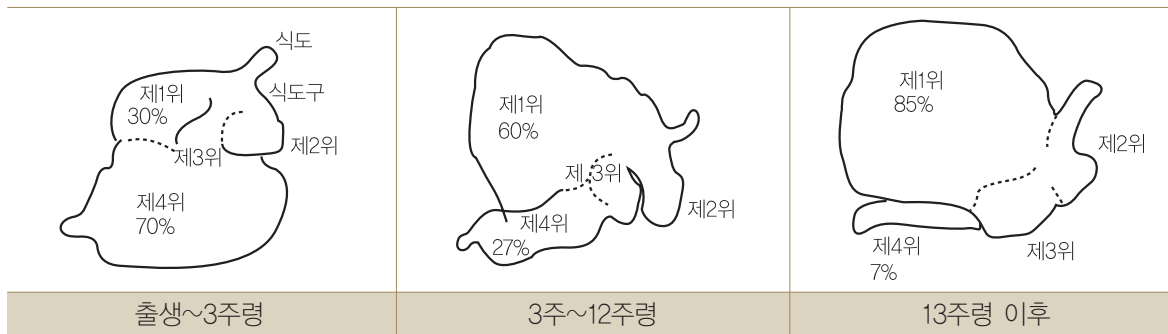 식도
제1위
30%
식도구
제3위
제2위
제4위
70%
출생~3주령
제1위
60%
제3위
제4위
27%
제2위
3주~12주령
제1위
85%
제2위
제4위
7%
제3위
13주령 이후